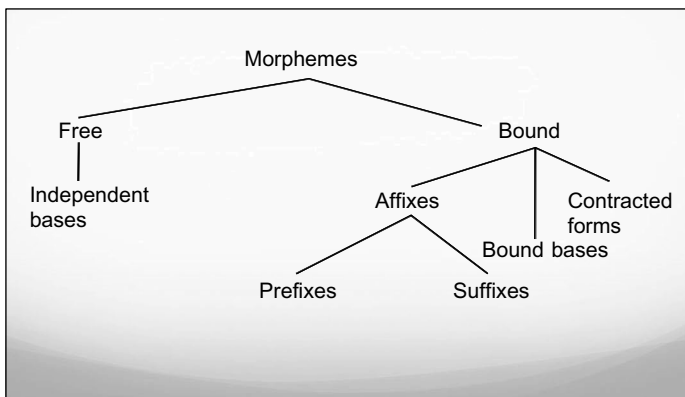 Morphemes
Free
Bound
Independent
bases
Affixes
Contracted
forms
Bound bases
Prefixes
Suffixes